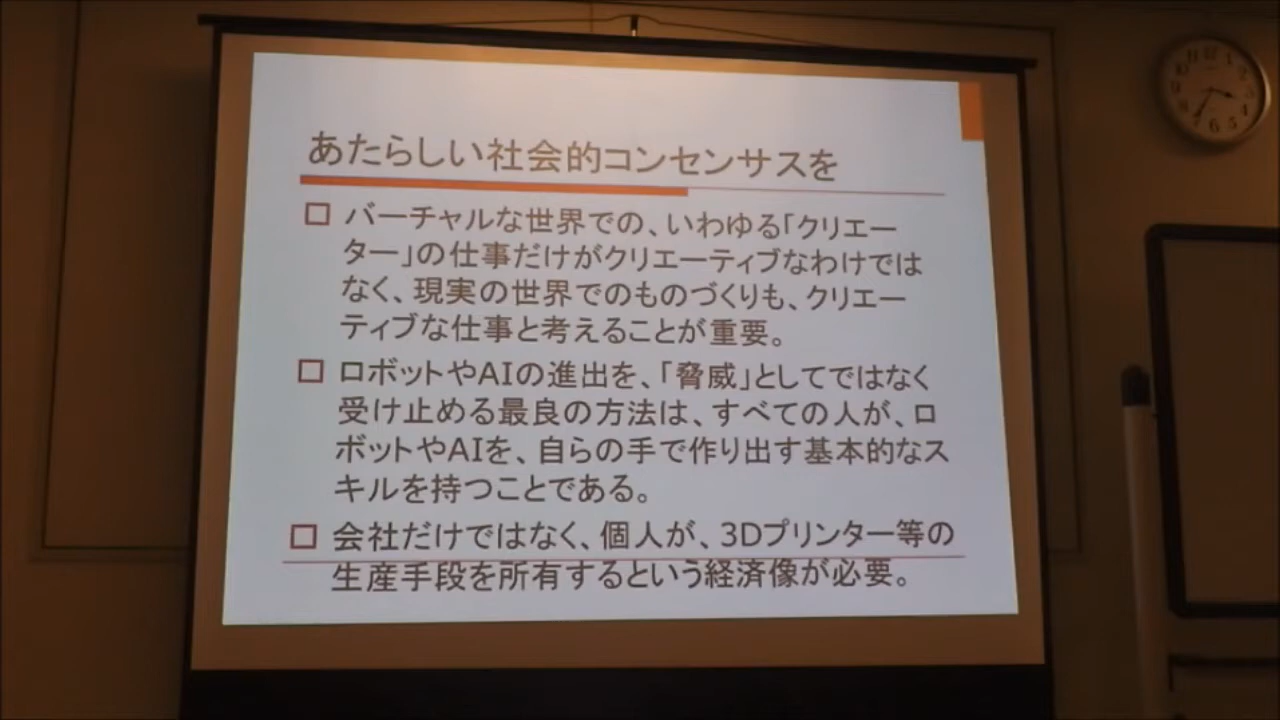 あたらしい社会的コンセンサスを
□ バーチャルな世界での、いわゆる「クリエー
ター」の仕事だけがクリエーティブなわけでは
なく、現実の世界でのものづくりも、クリエー
ティブな仕事と考えることが重要。
□ ロボットやAIの進出を、「脅威」としてではなく
受け止める最良の方法は、すべての人が、ロ
ボットやAIを、自らの手で作り出す基本的なス
キルを持つことである。
□ 会社だけではなく、個人が、3Dプリンター等の
生産手段を所有するという経済像が必要。